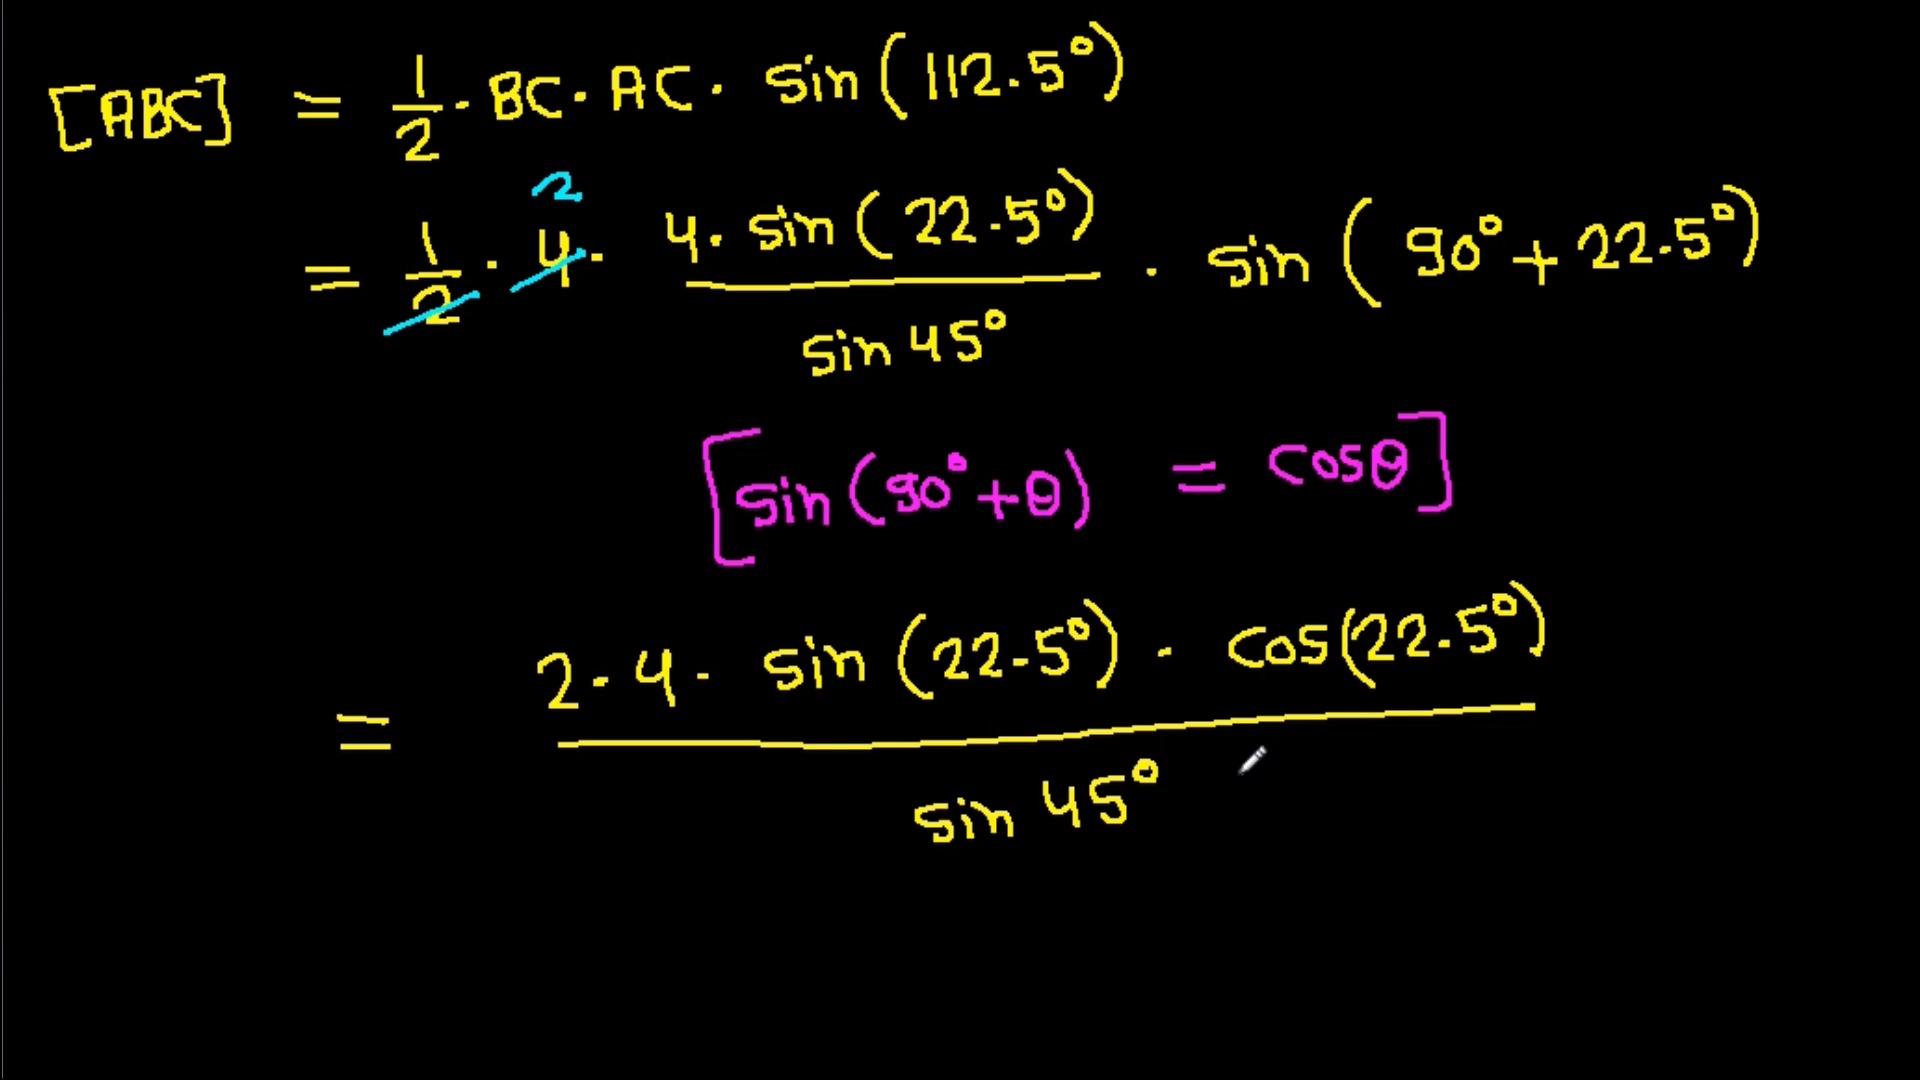 [ABC] = 1/2 · BC · AC · sin(112.5°)
= 1/2 · 4 · 4 · sin(22.5°)/sin 45° · sin(90° + 22.5°)
2
[sin(90° + θ) = cosθ]
= 2 · 4 · sin(22.5°) · cos(22.5°)/sin 45°